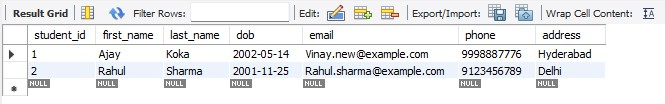 Result Grid Filter Rows: Edit: Export/Import: Wrap Cell Content:
student_id first_name last_name dob email phone address
1 Ajay Koka 2002-05-14 Vinay.new@example.com 9998887776 Hyderabad
2 Rahul Sharma 2001-11-25 Rahul.sharma@example.com 9123456789 Delhi
NULL NULL NULL NULL NULL NULL NULL